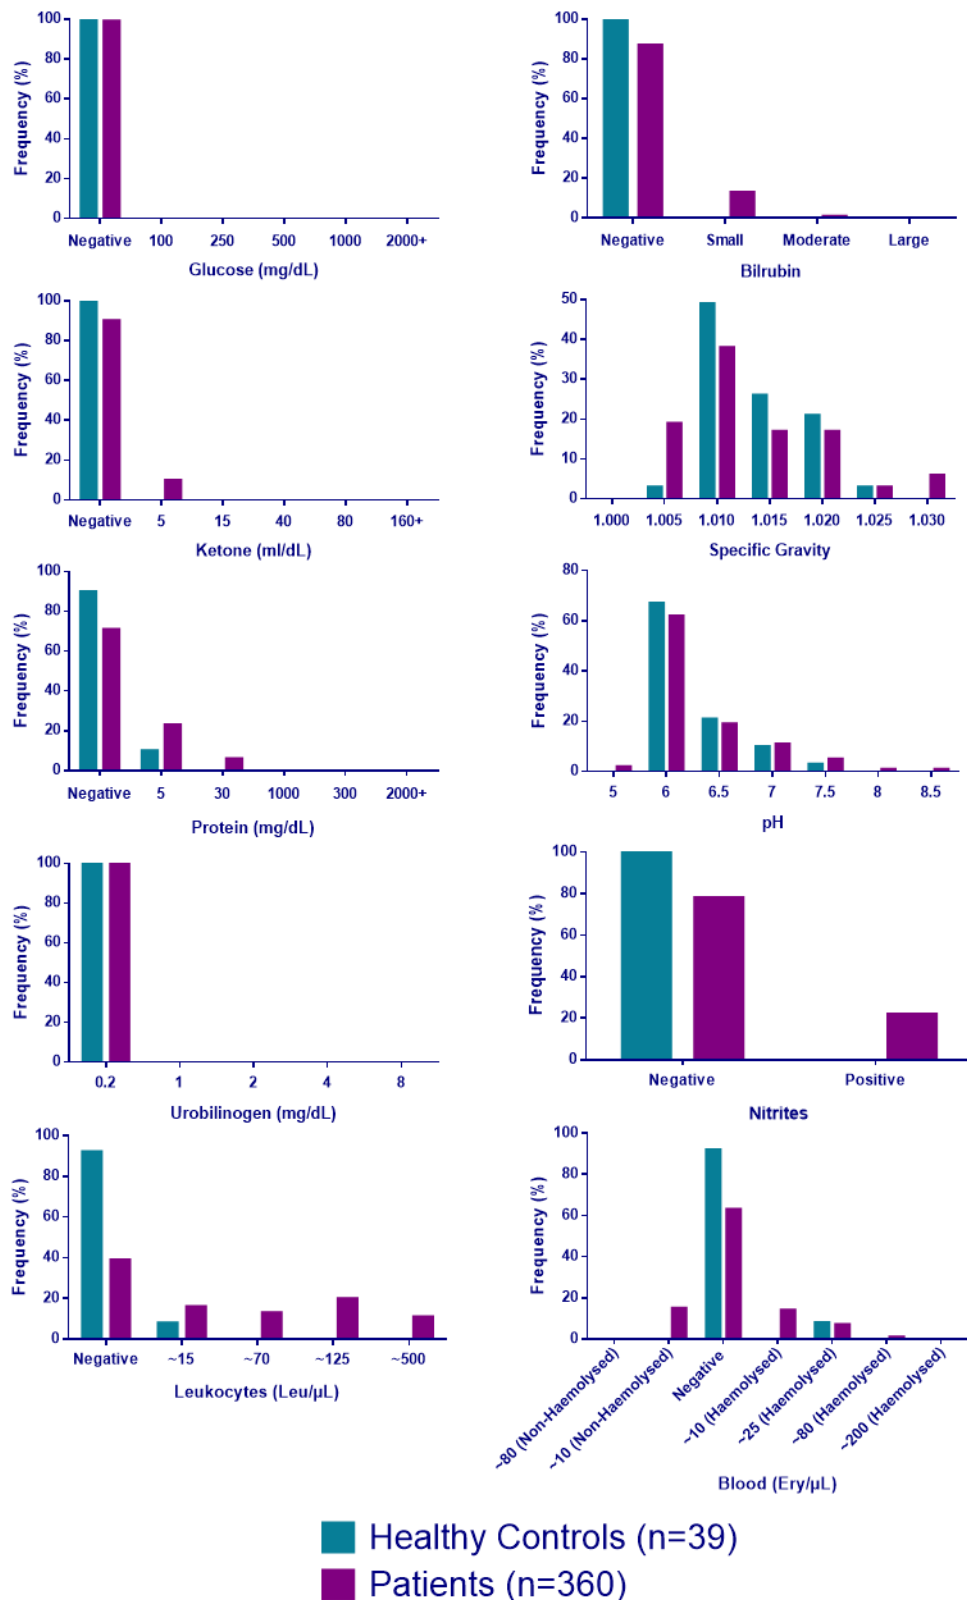 Frequency (%)
100
80
60
40
20
0
Negative 100 250 500 1000 2000+
Glucose (mg/dL)
Frequency (%)
100
80
60
40
20
0
Negative Small Moderate Large
Bilrubin
Frequency (%)
100
80
60
40
20
0
Negative 5 15 40 80 160+
Ketone (ml/dL)
Frequency (%)
50
40
30
20
10
0
1.000 1.005 1.010 1.015 1.020 1.025 1.030
Specific Gravity
Frequency (%)
100
80
60
40
20
0
Negative 5 30 1000 300 2000+
Protein (mg/dL)
Frequency (%)
80
60
40
20
0
5 6 6.5 7 7.5 8 8.5
pH
Frequency (%)
100
80
60
40
20
0
0.2 1 2 4 8
Urobilinogen (mg/dL)
Frequency (%)
100
80
60
40
20
0
Negative Positive
Nitrites
Frequency (%)
100
80
60
40
20
0
Negative ~15 ~70 ~125 ~500
Leukocytes (Leu/µL)
Frequency (%)
100
80
60
40
20
0
~80 (Non-Haemolysed)
~10 (Non-Haemolysed)
Negative
~10 (Haemolysed)
~25 (Haemolysed)
~80 (Haemolysed)
~200 (Haemolysed)
Blood (Ery/µL)
Healthy Controls (n=39)
Patients (n=360)